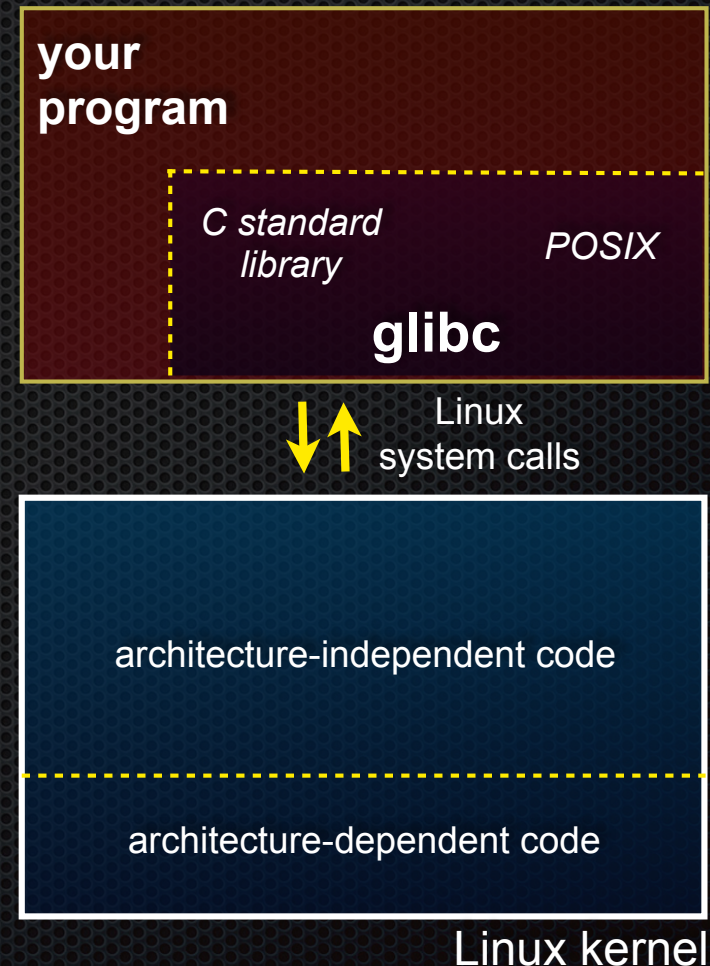 your
program
C standard
library
POSIX
glibc
Linux
system calls
architecture-independent code
architecture-dependent code
Linux kernel